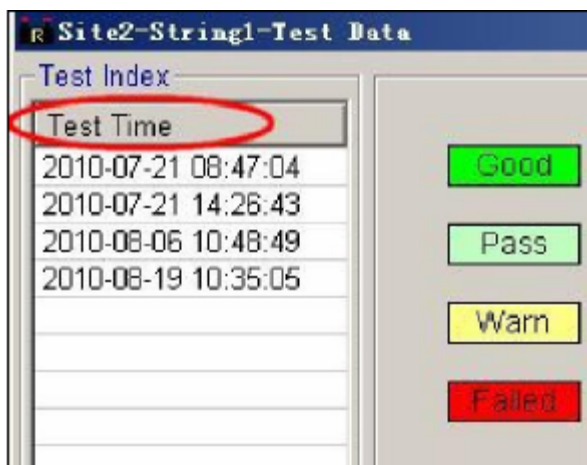 R Site2-String1-Test Data
Test Index
Test Time
2010-07-21 08:47:04
2010-07-21 14:26:43
2010-08-06 10:48:49
2010-08-19 10:35:05
Good
Pass
Warn
Failed